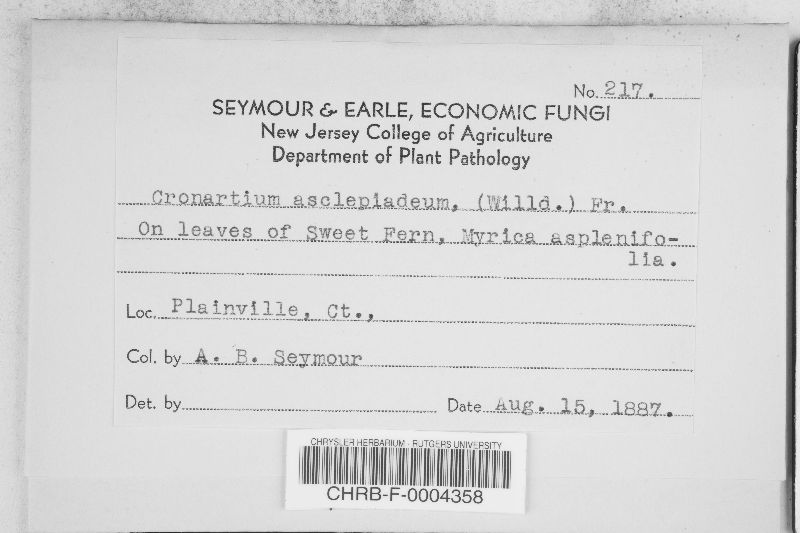 No. 217.
SEYMOUR & EARLE, ECONOMIC FUNGI
New Jersey College of Agriculture
Department of Plant Pathology
Cronartium asclepiadeum, (Willd.) Fr.
On leaves of Sweet Fern, Myrica asplenifo-
lia.
Loc. Plainville, Ct.,
Col. by A. B. Seymour
Det. by
Date Aug. 15, 1887.
CHRYSLER HERBARIUM - RUTGERS UNIVERSITY
CHRB-F-0004358